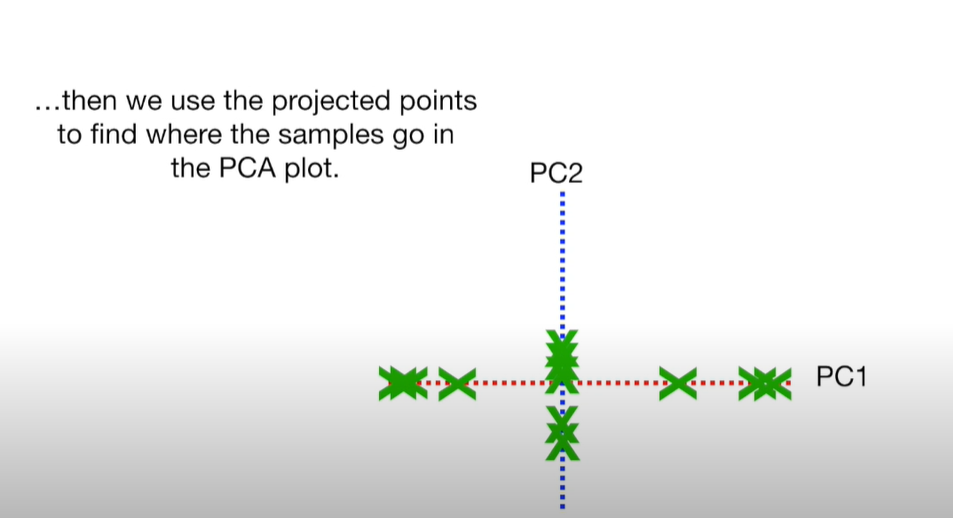 …then we use the projected points
to find where the samples go in
the PCA plot.
PC2
PC1